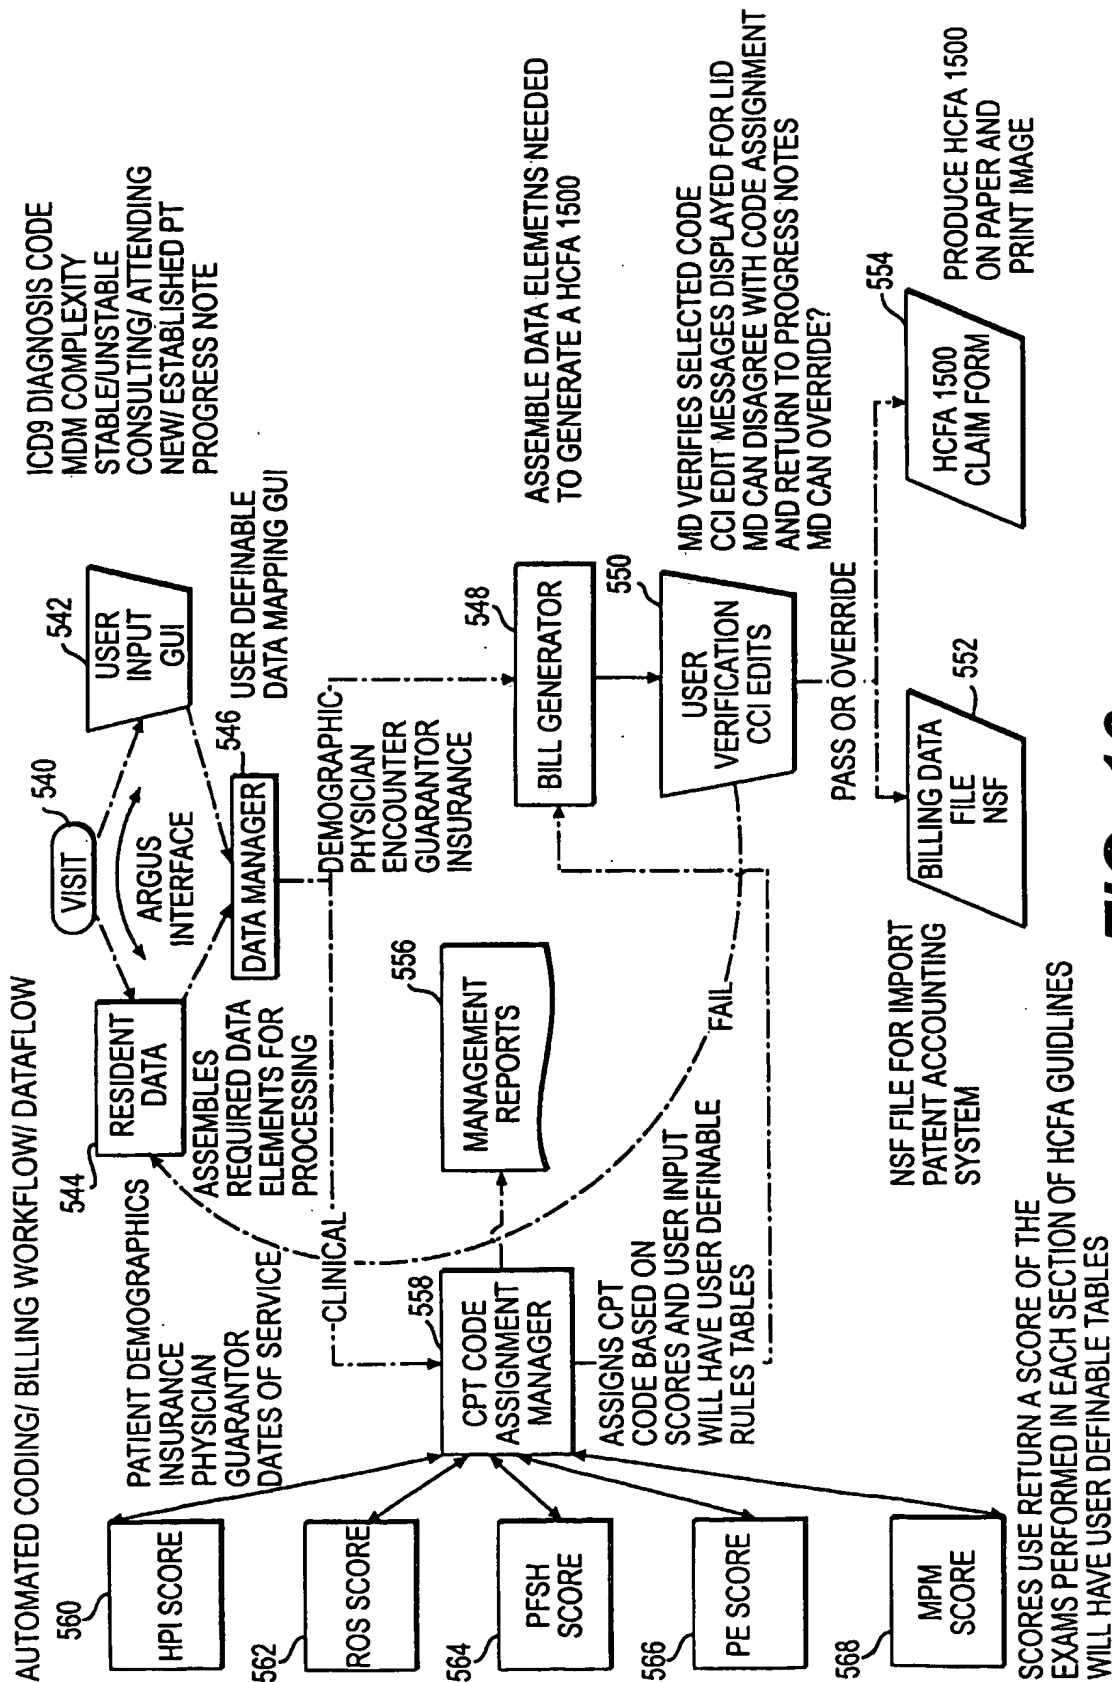 AUTOMATED CODING/ BILLING WORKFLOW/ DATAFLOW
540
VISIT
ARGUS
INTERFACE
542
USER
INPUT
GUI
ICD9 DIAGNOSIS CODE
MDM COMPLEXITY
STABLE/UNSTABLE
CONSULTING/ ATTENDING
NEW/ ESTABLISHED PT
PROGRESS NOTE
544
RESIDENT
DATA
PATIENT DEMOGRAPHICS
INSURANCE
PHYSICIAN
GUARANTOR
DATES OF SERVICE
546
DATA MANAGER
USER DEFINABLE
DATA MAPPING GUI
ASSEMBLES
REQUIRED DATA
ELEMENTS FOR
PROCESSING
CLINICAL
DEMOGRAPHIC
PHYSICIAN
ENCOUNTER
GUARANTOR
INSURANCE
560
HPI SCORE
562
ROS SCORE
564
PFSH
SCORE
566
PE SCORE
568
MPM
SCORE
558
CPT CODE
ASSIGNMENT
MANAGER
556
MANAGEMENT
REPORTS
ASSIGNS CPT
CODE BASED ON
SCORES AND USER INPUT
WILL HAVE USER DEFINABLE
RULES TABLES
548
BILL GENERATOR
ASSEMBLE DATA ELEMETNS NEEDED
TO GENERATE A HCFA 1500
550
USER
VERIFICATION
CCI EDITS
MD VERIFIES SELECTED CODE
CCI EDIT MESSAGES DISPLAYED FOR LID
MD CAN DISAGREE WITH CODE ASSIGNMENT
AND RETURN TO PROGRESS NOTES
MD CAN OVERRIDE?
FAIL
PASS OR OVERRIDE
552
BILLING DATA
FILE
NSF
NSF FILE FOR IMPORT
PATENT ACCOUNTING
SYSTEM
554
HCFA 1500
CLAIM FORM
PRODUCE HCFA 1500
ON PAPER AND
PRINT IMAGE
SCORES USE RETURN A SCORE OF THE
EXAMS PERFORMED IN EACH SECTION OF HCFA GUIDLINES
WILL HAVE USER DEFINABLE TABLES